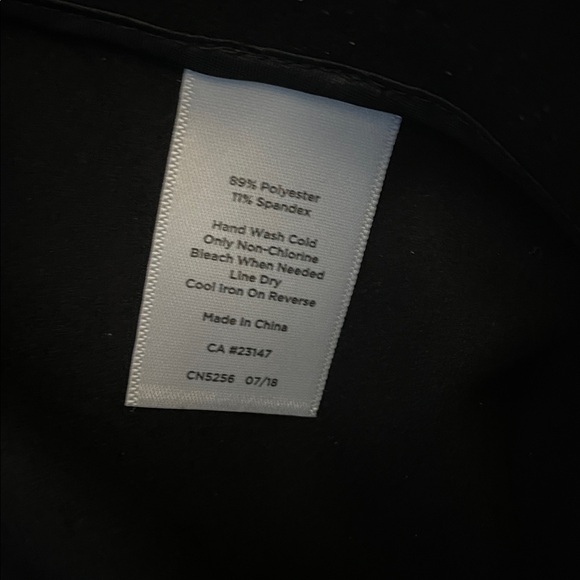 89% Polyester
11% Spandex
Hand Wash Cold
Only Non-Chlorine
Bleach When Needed
Line Dry
Cool Iron On Reverse
Made In China
CA #23147
CN5256 07/18